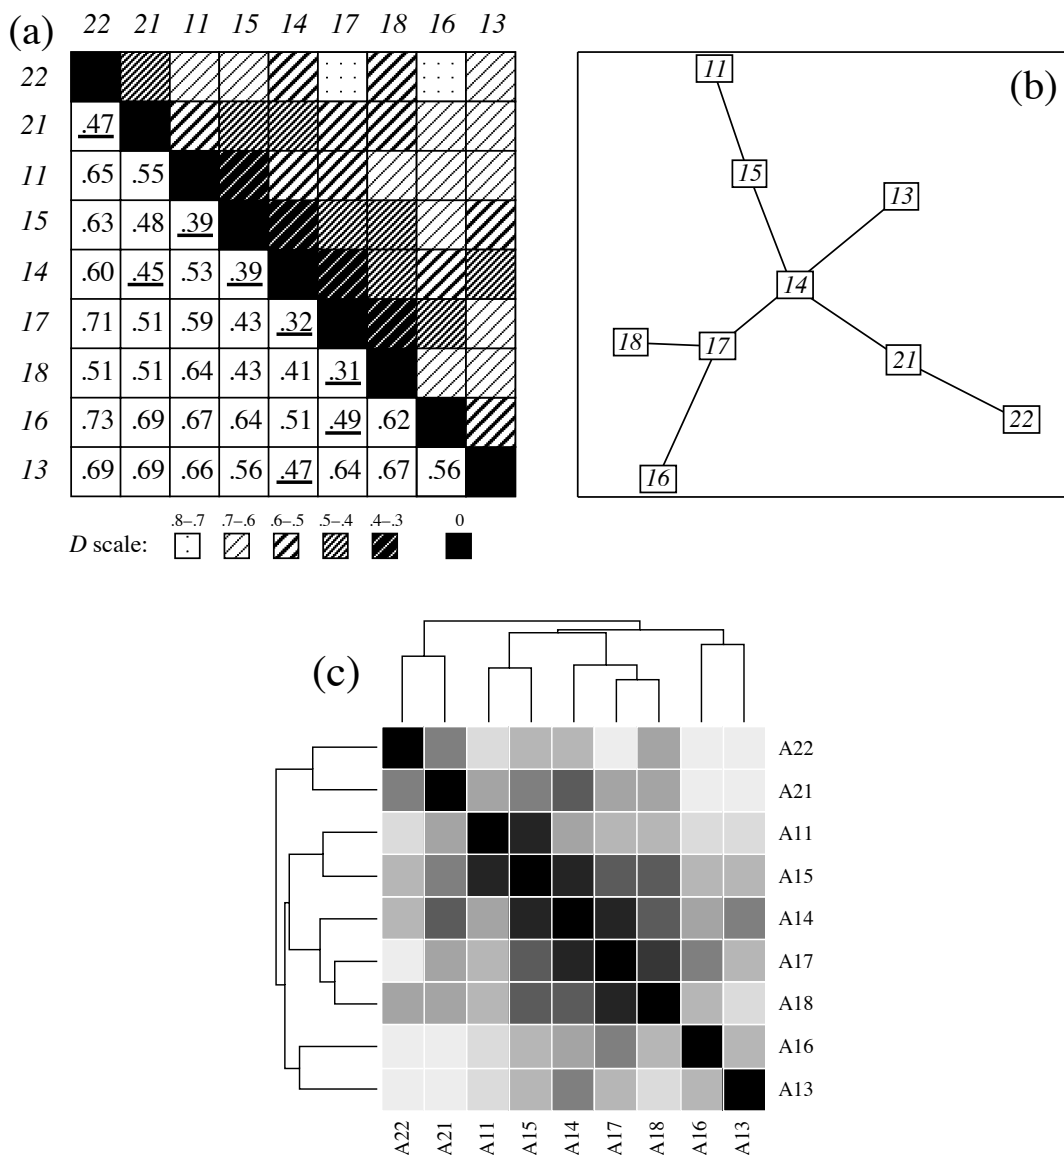 (a) 22 21 11 15 14 17 18 16 13
22
21 .47
11 .65 .55
15 .63 .48 .39
14 .60 .45 .53 .39
17 .71 .51 .59 .43 .32
18 .51 .51 .64 .43 .41 .31
16 .73 .69 .67 .64 .51 .49 .62
13 .69 .69 .66 .56 .47 .64 .67 .56
.8–.7 .7–.6 .6–.5 .5–.4 .4–.3 0
D scale:
(b)
11
15
13
14
18 17
21
22
16
(c)
A22
A21
A11
A15
A14
A17
A18
A16
A13
A22 A21 A11 A15 A14 A17 A18 A16 A13